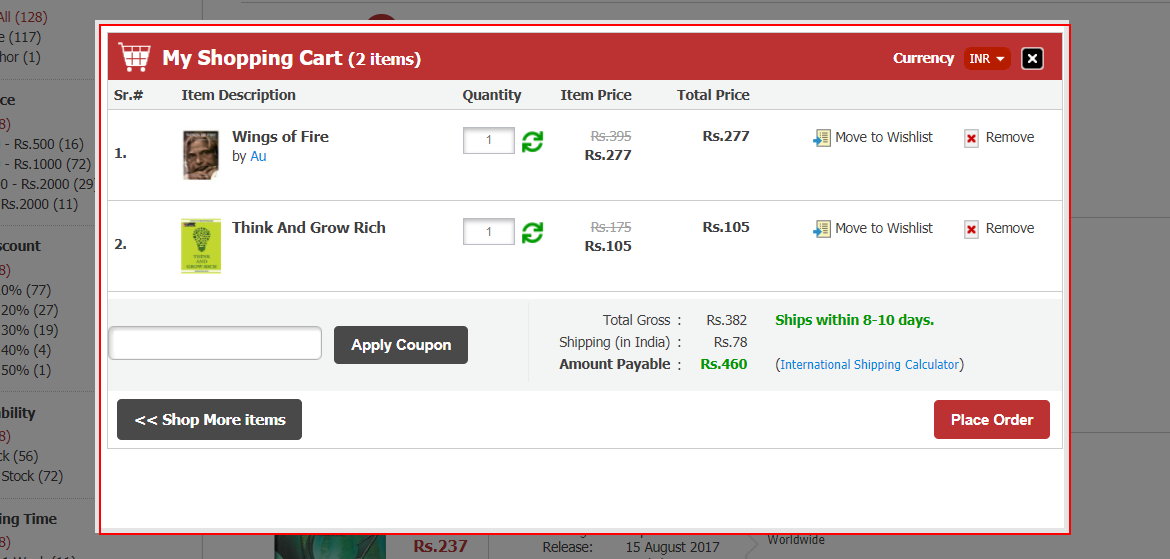 All (128)
(117)
(1)
8)
- Rs.500 (16)
- Rs.1000 (72)
0 - Rs.2000 (29)
Rs.2000 (11)
8)
0% (77)
20% (27)
30% (19)
40% (4)
50% (1)
8)
(56)
Stock (72)
Time
8)
My Shopping Cart (2 items)
Currency INR
Sr.# Item Description Quantity Item Price Total Price
1. Wings of Fire 1 Rs.395 Rs.277 Move to Wishlist Remove
by Au Rs.277
2. Think And Grow Rich 1 Rs.175 Rs.105 Move to Wishlist Remove
Rs.105
THINK
AND
GROW RICH
Total Gross : Rs.382 Ships within 8-10 days.
Apply Coupon
Shipping (in India) : Rs.78
Amount Payable : Rs.460 (International Shipping Calculator)
<< Shop More items Place Order
Rs.237
Release: 15 August 2017
Worldwide